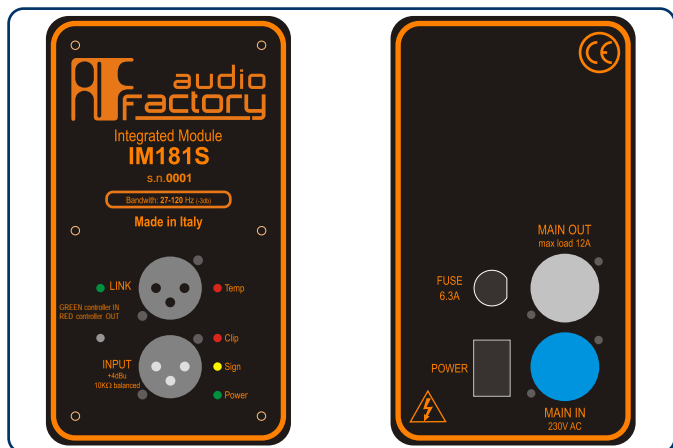 audio
factory
Integrated Module
IM181S
s.n.0001
Bandwith: 27-120 Hz (-3db)
Made in Italy
LINK
Temp
GREEN controller IN
RED controller OUT
Clip
INPUT
+4dBu
10KΩ balanced
Sign
Power
CE
MAIN OUT
max load 12A
FUSE
6.3A
POWER
MAIN IN
230V AC